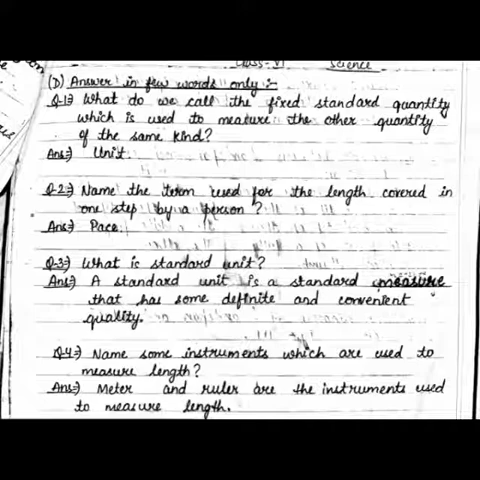 Class-VI Science
(D) Answer in few words only :-
Q.1=) What do we call the fixed standard quantity
which is used to measure the other quantity
of the same kind?
Ans=) Unit.
Q.2=) Name the term used for the length covered in
one step by a person ?
Ans=) Pace.
Q.3=) What is standard unit?
Ans=) A standard unit is a standard measure
that has some definite and convenient
quality.
Q.4=) Name some instruments which are used to
measure length?
Ans=) Meter and ruler are the instruments used
to measure length.